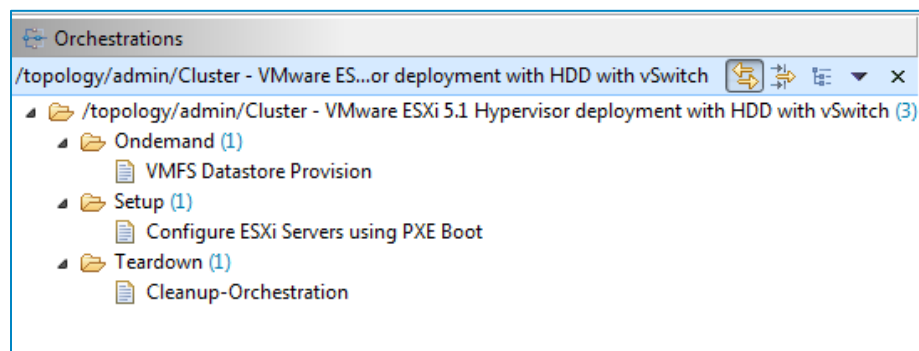 Orchestrations
/topology/admin/Cluster - VMware ES...or deployment with HDD with vSwitch
/topology/admin/Cluster - VMware ESXi 5.1 Hypervisor deployment with HDD with vSwitch (3)
Ondemand (1)
VMFS Datastore Provision
Setup (1)
Configure ESXi Servers using PXE Boot
Teardown (1)
Cleanup-Orchestration